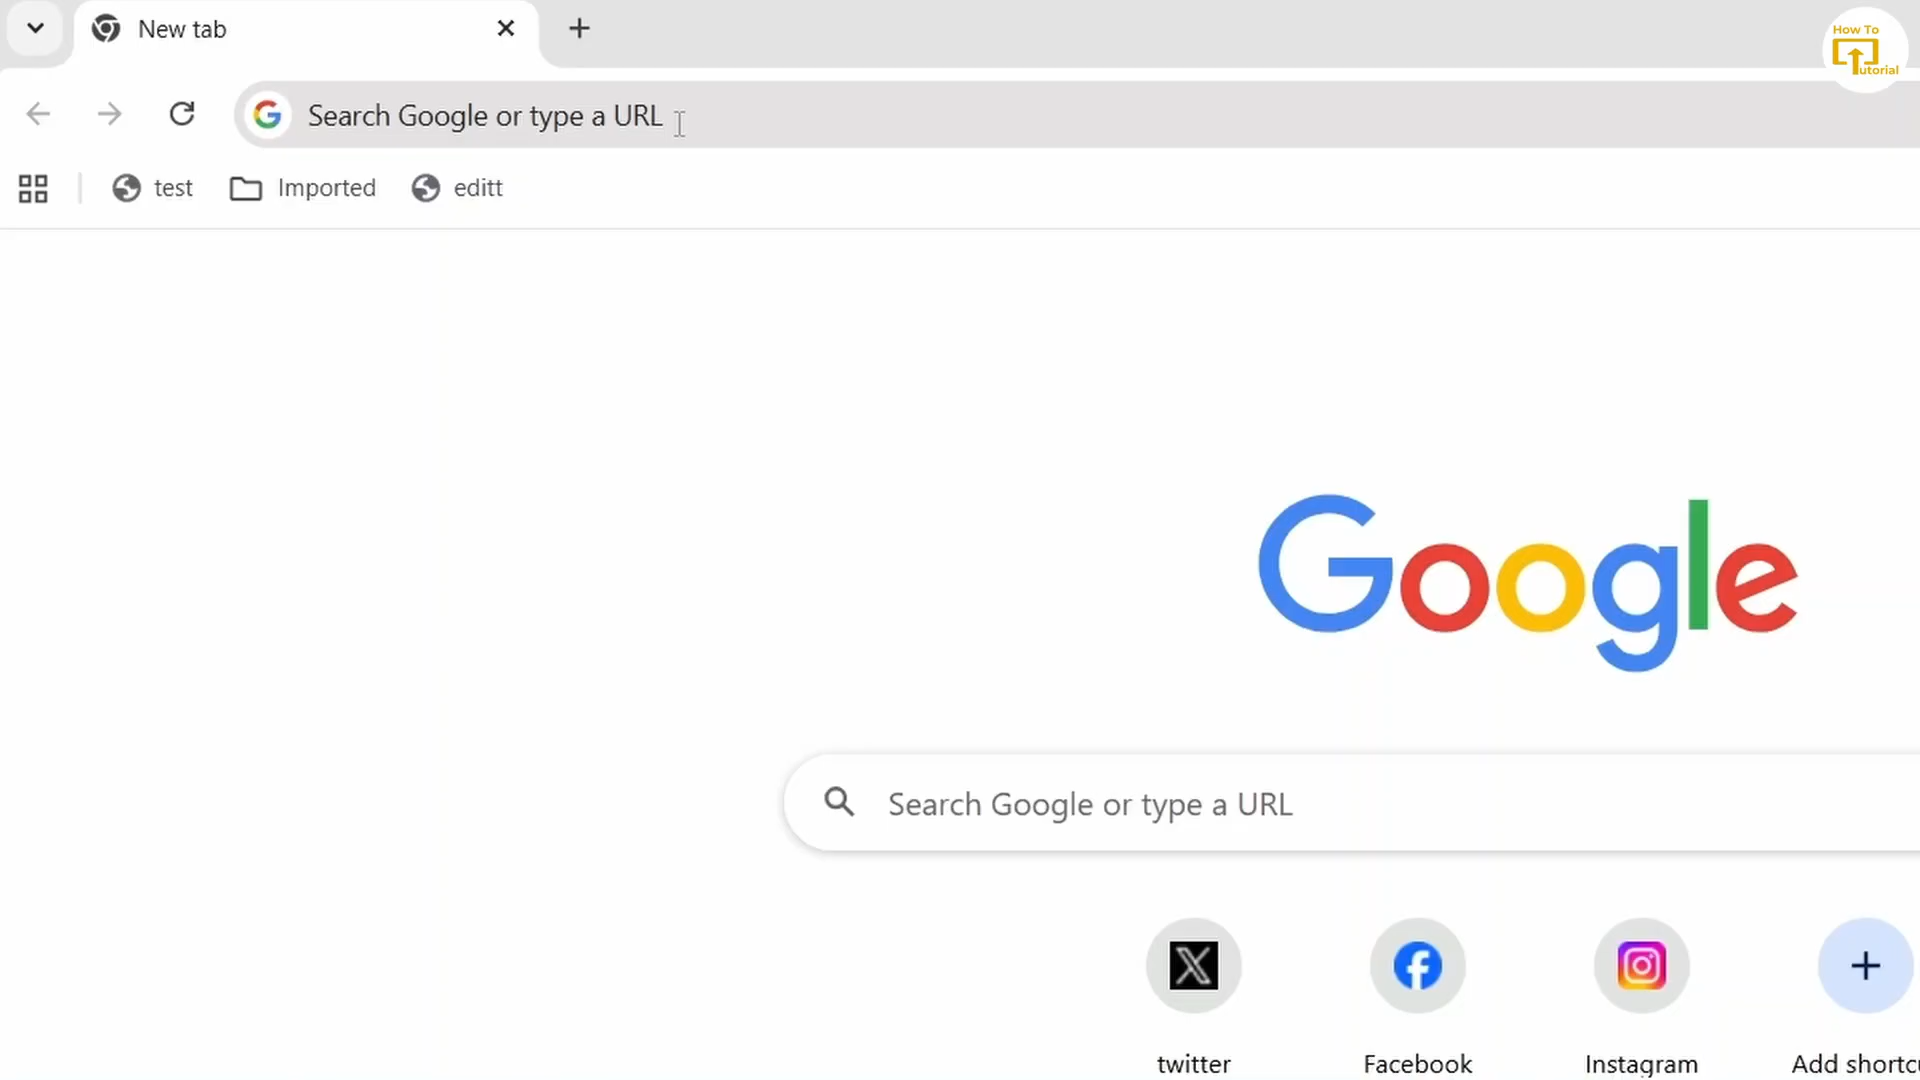 New tab
How To
utorial
Search Google or type a URL
test
Imported
editt
Google
Search Google or type a URL
twitter
Facebook
Instagram
Add shortcu